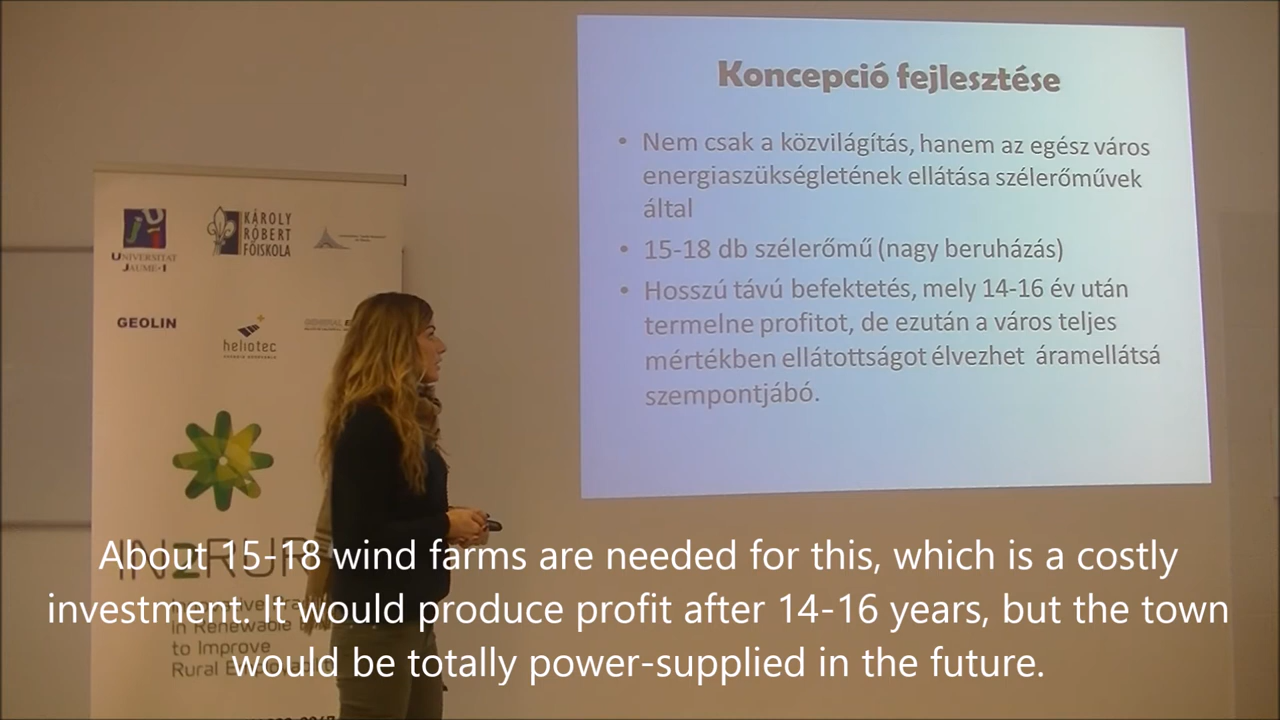 Koncepció fejlesztése
• Nem csak a közvilágítás, hanem az egész város
energiaszükségletének ellátása szélerőművek
által
• 15-18 db szélerőmű (nagy beruházás)
• Hosszú távú befektetés, mely 14-16 év után
termelne profitot, de ezután a város teljes
mértékben ellátottságot élvezhet áramellátsá
szempontjábó.
UNIVERSITAT
JAUME•I
KÁROLY
RÓBERT
FŐISKOLA
GEOLIN
heliotec
GENERAL
IN2RUR
in Renewable
to Improve
Rural
About 15-18 wind farms are needed for this, which is a costly
investment. It would produce profit after 14-16 years, but the town
would be totally power-supplied in the future.